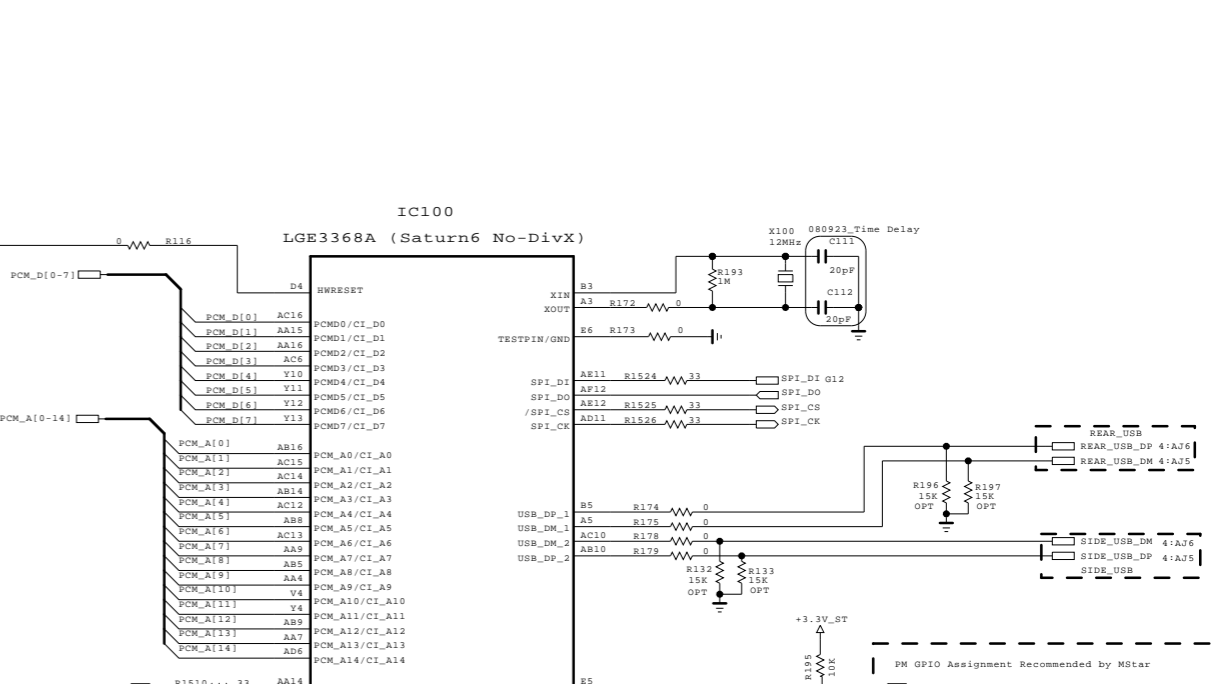 IC100
LGE3368A (Saturn6 No-DivX)
0 R116
PCM_D[0-7]
D4 HWRESET
PCM_D[0] AC16 PCMD0/CI_D0
PCM_D[1] AA15 PCMD1/CI_D1
PCM_D[2] AA16 PCMD2/CI_D2
PCM_D[3] AC6 PCMD3/CI_D3
PCM_D[4] Y10 PCMD4/CI_D4
PCM_D[5] Y11 PCMD5/CI_D5
PCM_D[6] Y12 PCMD6/CI_D6
PCM_D[7] Y13 PCMD7/CI_D7
PCM_A[0-14]
PCM_A[0] AB16 PCM_A0/CI_A0
PCM_A[1] AC15 PCM_A1/CI_A1
PCM_A[2] AC14 PCM_A2/CI_A2
PCM_A[3] AB14 PCM_A3/CI_A3
PCM_A[4] AC12 PCM_A4/CI_A4
PCM_A[5] AB8 PCM_A5/CI_A5
PCM_A[6] AC13 PCM_A6/CI_A6
PCM_A[7] AA9 PCM_A7/CI_A7
PCM_A[8] AB5 PCM_A8/CI_A8
PCM_A[9] AA4 PCM_A9/CI_A9
PCM_A[10] V4 PCM_A10/CI_A10
PCM_A[11] Y4 PCM_A11/CI_A11
PCM_A[12] AB9 PCM_A12/CI_A12
PCM_A[13] AA7 PCM_A13/CI_A13
PCM_A[14] AD6 PCM_A14/CI_A14
33 AA14
X100
12MHz
080923_Time Delay
C111
20pF
R193
1M
C112
20pF
XIN B3
XOUT A3 R172 0
TESTPIN/GND E6 R173 0
SPI_DI AE11 R1524 33 SPI_DI G12
SPI_DO AF12 SPI_DO
/SPI_CS AE12 R1525 33 SPI_CS
SPI_CK AD11 R1526 33 SPI_CK
REAR_USB
REAR_USB_DP 4:AJ6
REAR_USB_DM 4:AJ5
R196
15K
OPT
R197
15K
OPT
USB_DP_1 B5 R174 0
USB_DM_1 A5 R175 0
USB_DM_2 AC10 R178 0
USB_DP_2 AB10 R179 0
SIDE_USB_DM 4:AJ6
SIDE_USB_DP 4:AJ5
SIDE_USB
R132
15K
OPT
R133
15K
OPT
+3.3V_ST
R195
10K
PM GPIO Assignment Recommended by MStar
E5